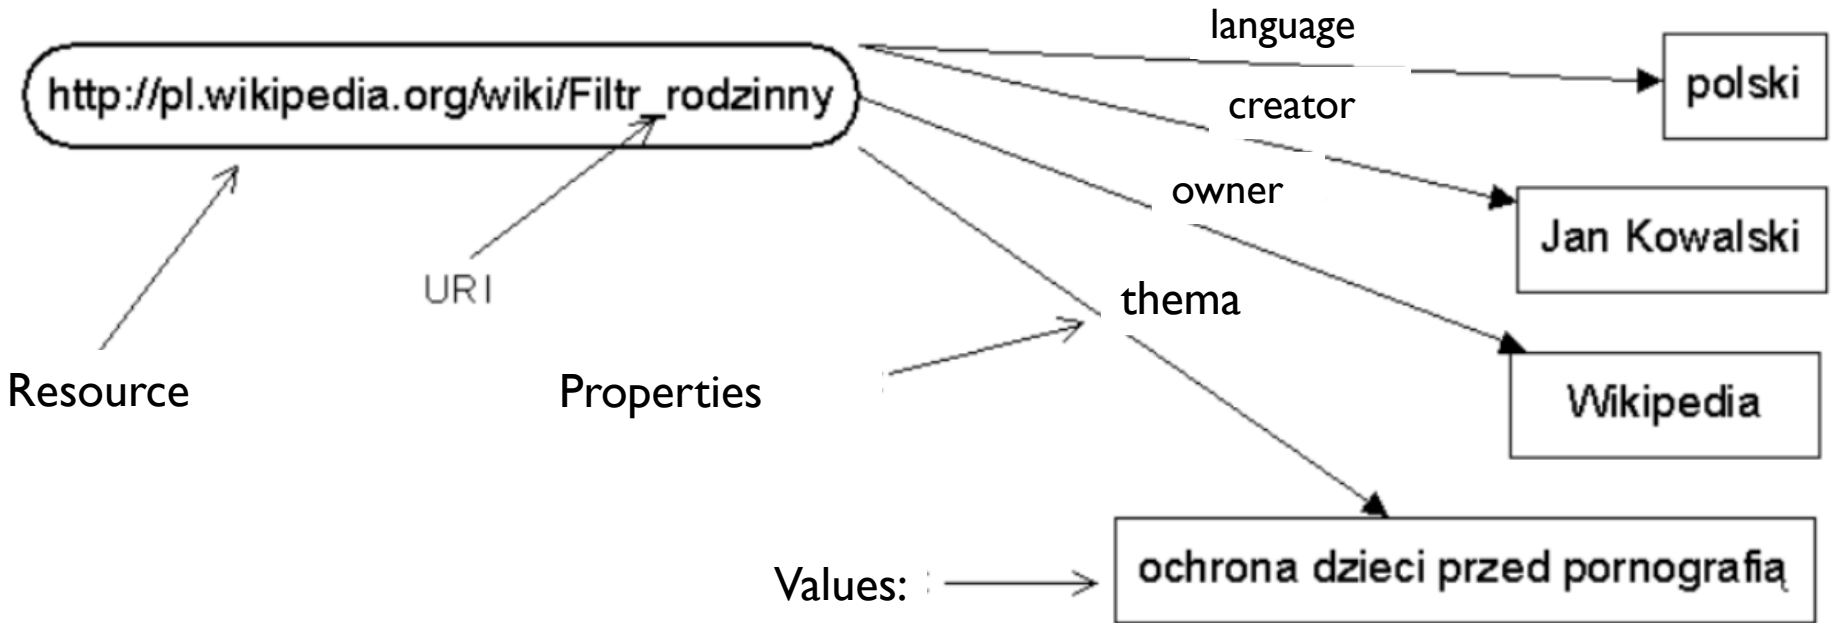 language
http://pl.wikipedia.org/wiki/Filtr_rodzinny
polski
creator
owner
Jan Kowalski
URI
thema
Resource
Properties
Wikipedia
Values:
ochrona dzieci przed pornografią